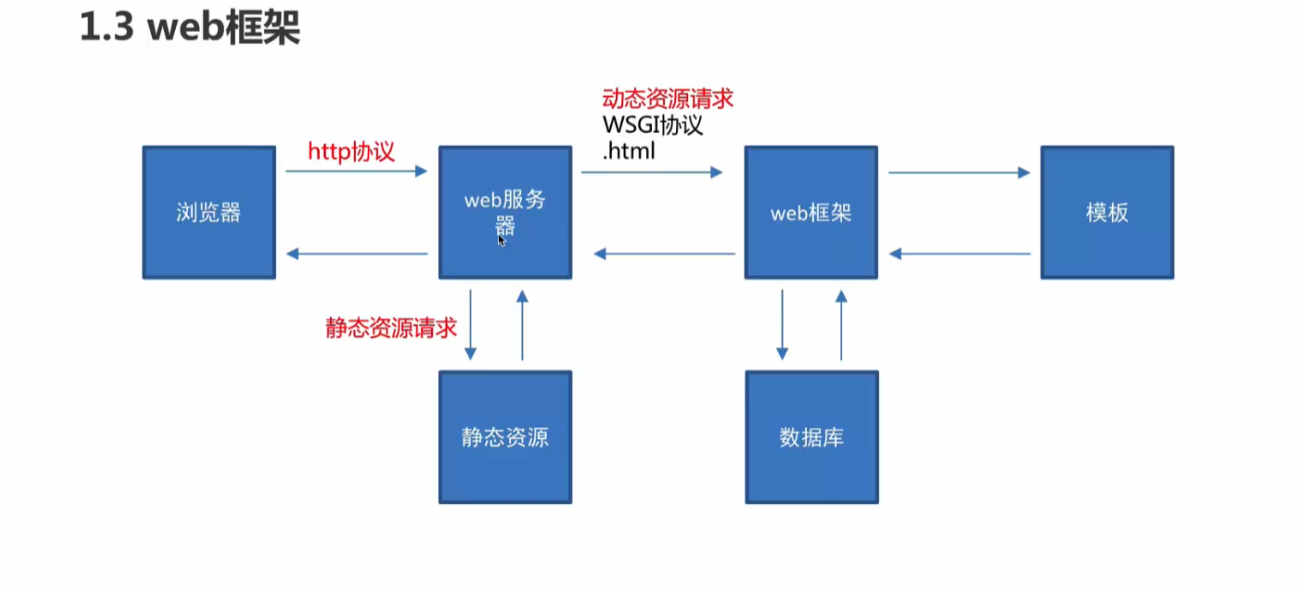 1.3 web框架
动态资源请求
WSGI协议
.html
http协议
浏览器
web服务
器
web框架
模板
静态资源请求
静态资源
数据库